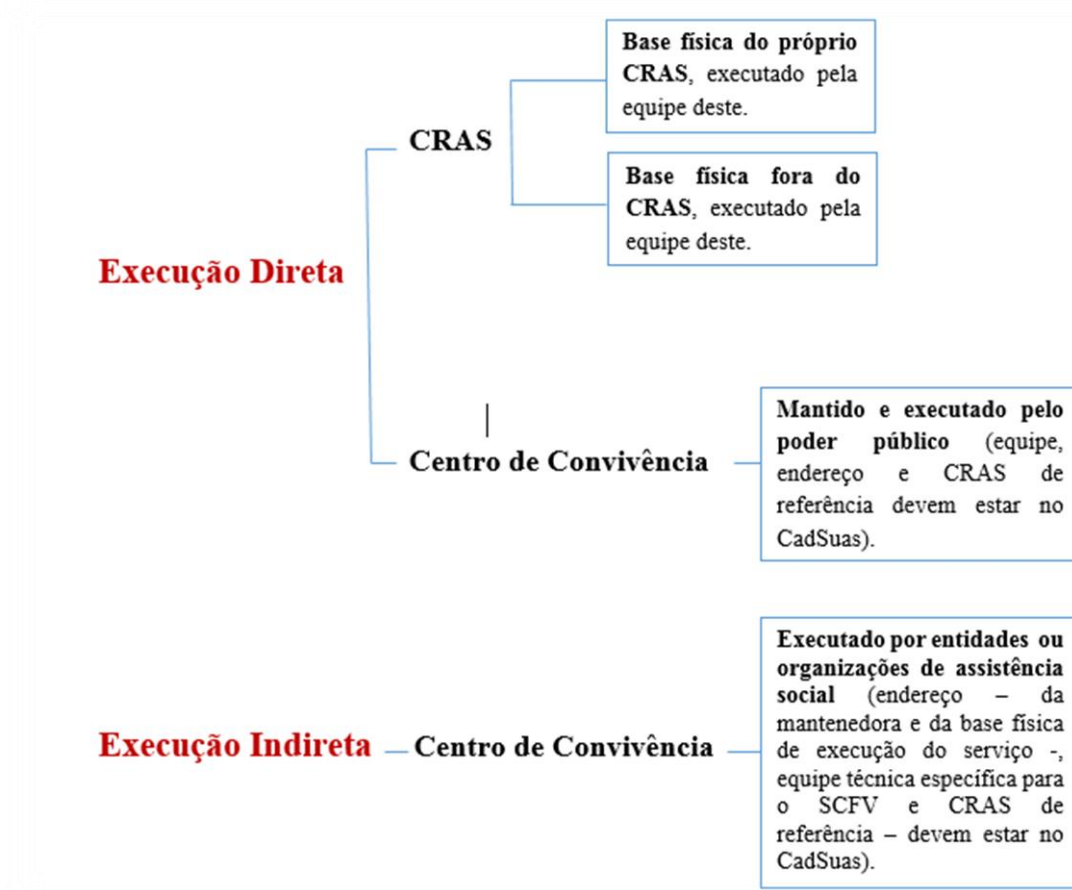 Base física do próprio
CRAS, executado pela
equipe deste.
CRAS
Base física fora do
CRAS, executado pela
equipe deste.
Execução Direta
Mantido e executado pelo
poder público (equipe,
endereço e CRAS de
referência devem estar no
CadSuas).
Centro de Convivência
Executado por entidades ou
organizações de assistência
social (endereço – da
mantenedora e da base física
de execução do serviço -,
equipe técnica específica para
o SCFV e CRAS de
referência – devem estar no
CadSuas).
Execução Indireta
Centro de Convivência